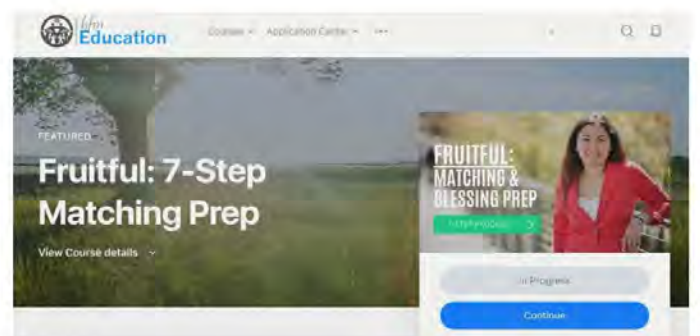 bfm
Education
Courses
Application Center
FEATURED
Fruitful: 7-Step
Matching Prep
View Course details
FRUITFUL:
MATCHING &
BLESSING PREP
In Progress
Continue